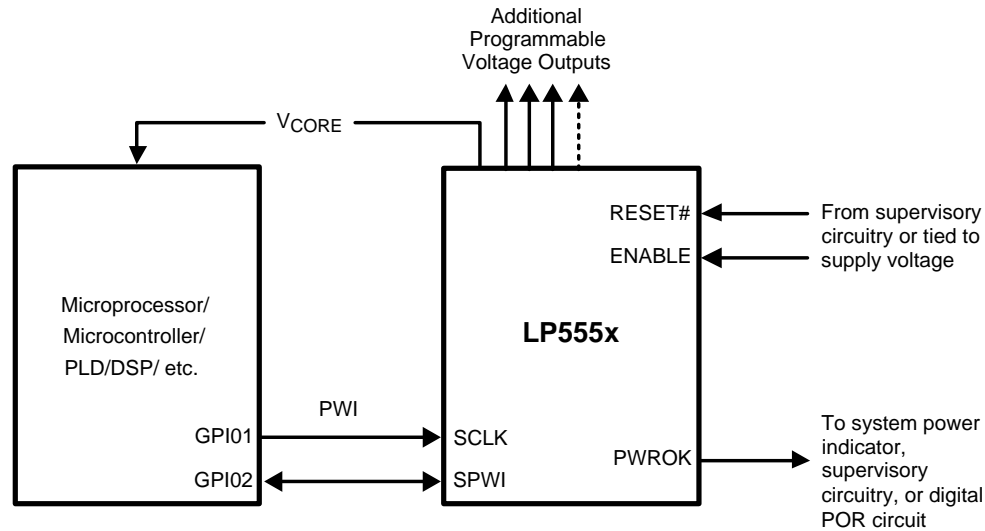 Additional
Programmable
Voltage Outputs
VCORE
RESET#
ENABLE
From supervisory
circuitry or tied to
supply voltage
Microprocessor/
Microcontroller/
PLD/DSP/ etc.
LP555x
PWI
GPI01
GPI02
SCLK
SPWI
PWROK
To system power
indicator,
supervisory
circuitry, or digital
POR circuit